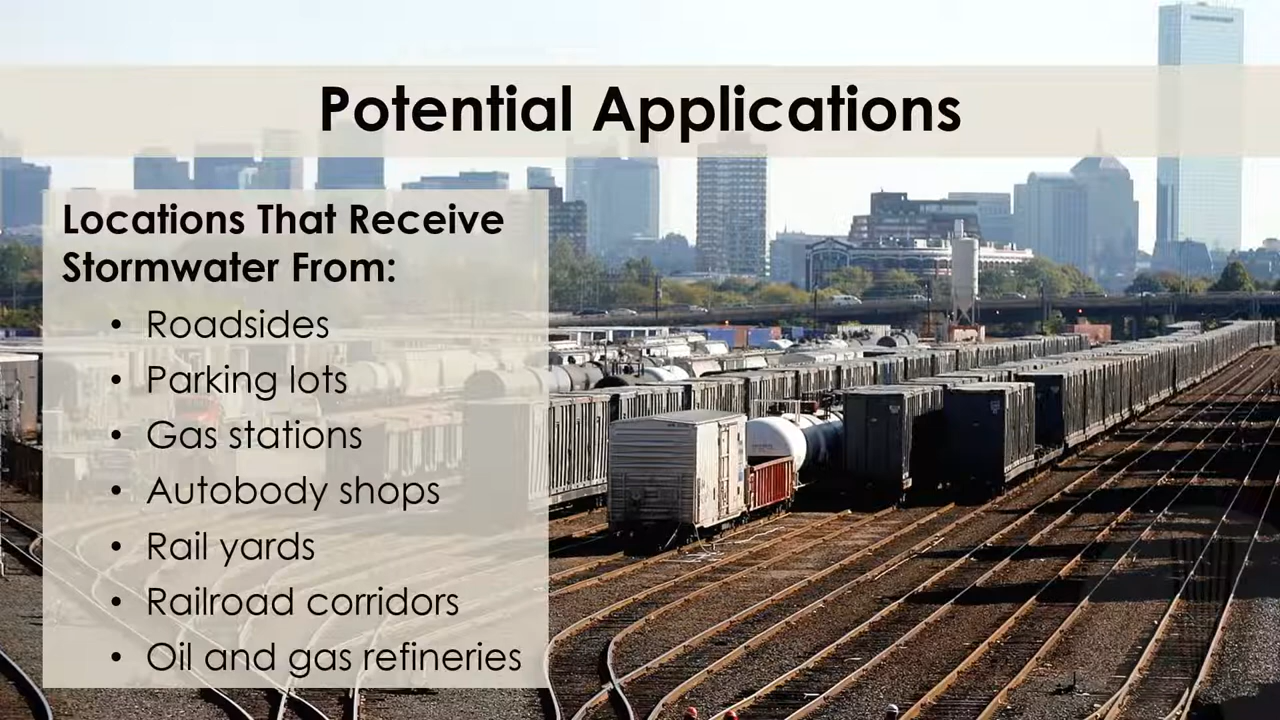 Potential Applications
Locations That Receive
Stormwater From:
• Roadsides
• Parking lots
• Gas stations
• Autobody shops
• Rail yards
• Railroad corridors
• Oil and gas refineries